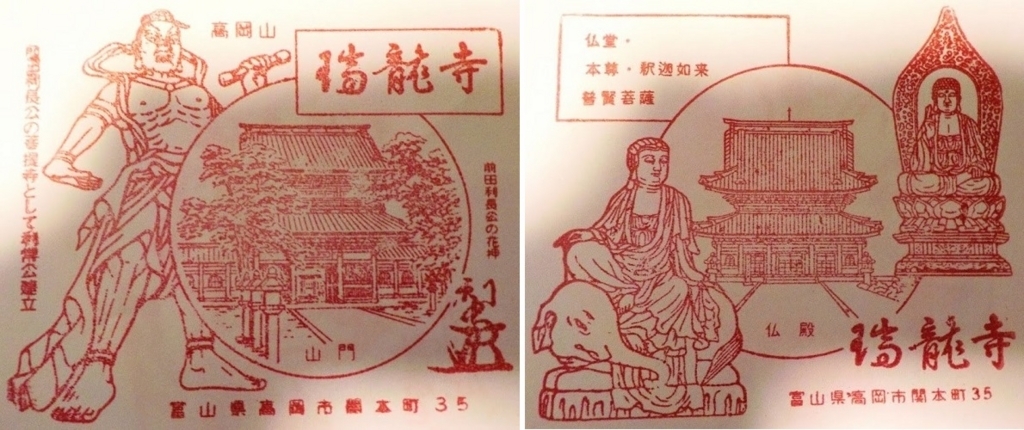 高岡山
瑞龍寺
前田利長公の菩提寺として利常公建立
前田利長公の花押
山門
富山県高岡市関本町35
仏堂・
本尊・釈迦如来
普賢菩薩
仏殿
瑞龍寺
富山県高岡市関本町35